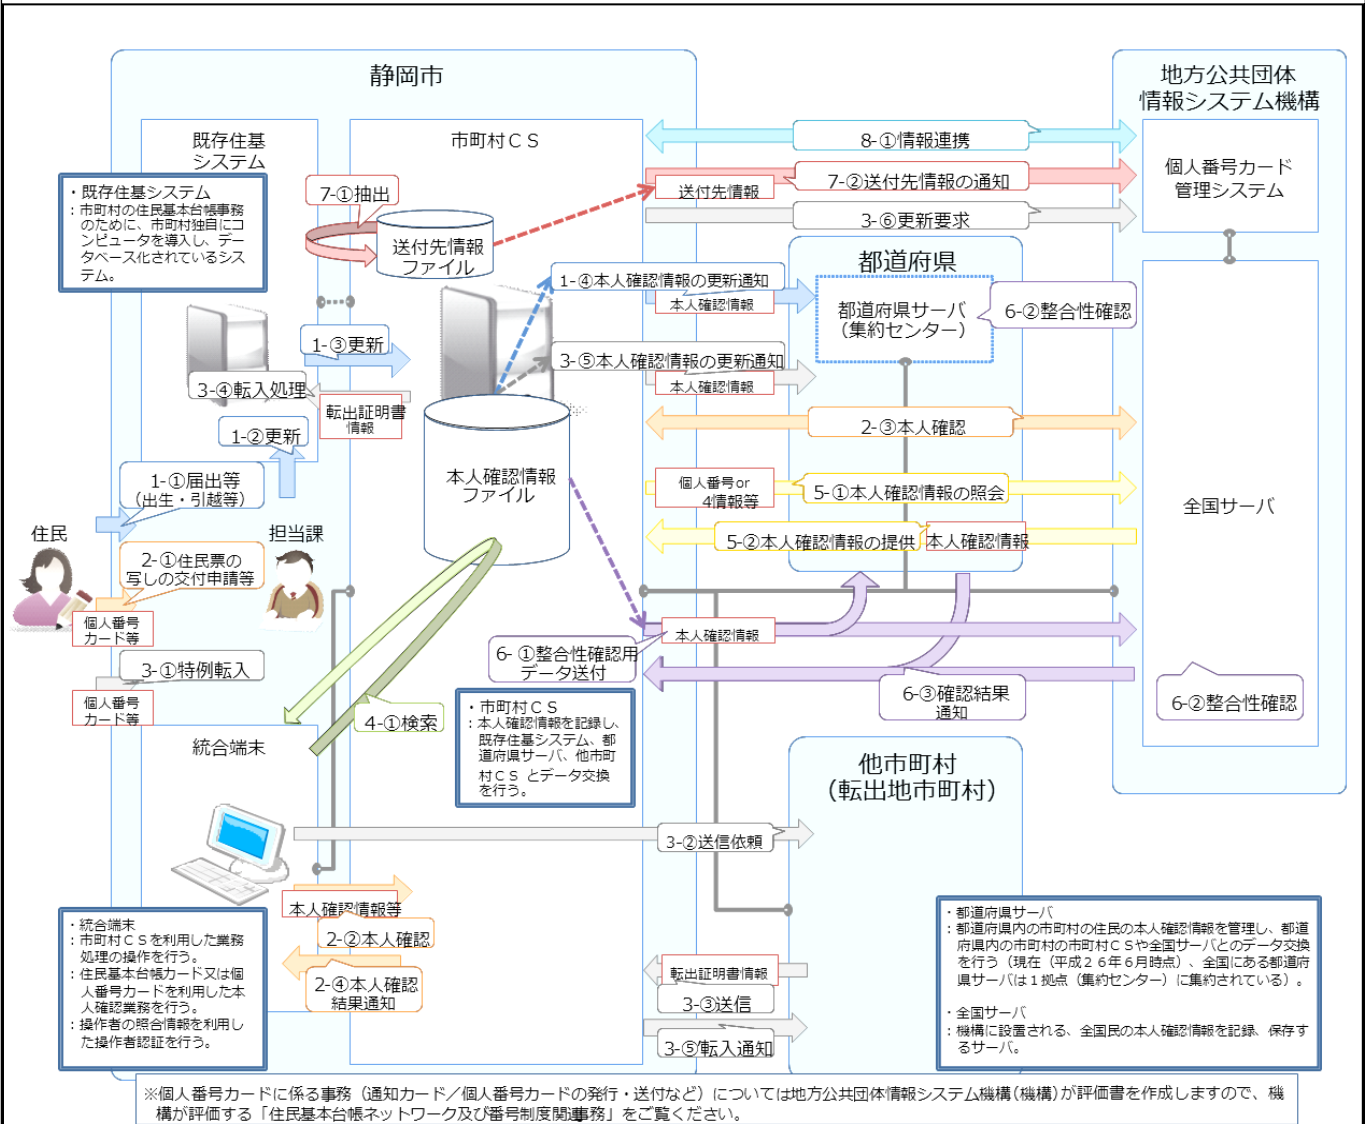 静岡市
地方公共団体
情報システム機構
既存住基
システム
市町村ＣＳ
8-①情報連携
個人番号カード
管理システム
・既存住基システム
：市町村の住民基本台帳事務
のために、市町村独自にコ
ンピュータを導入し、デー
タベース化されているシス
テム。
7-①抽出
送付先情報
7-②送付先情報の通知
3-⑥更新要求
送付先情報
ファイル
都道府県
1-④本人確認情報の更新通知
本人確認情報
都道府県サーバ
（集約センター）
6-②整合性確認
1-③更新
3-⑤本人確認情報の更新通知
本人確認情報
3-④転入処理
転出証明書
情報
1-②更新
2-③本人確認
1-①届出等
（出生・引越等）
本人確認情報
ファイル
個人番号or
4情報等
5-①本人確認情報の照会
全国サーバ
住民
担当課
5-②本人確認情報の提供
本人確認情報
2-①住民票の
写しの交付申請等
個人番号
カード等
本人確認情報
6-①整合性確認用
データ送付
3-①特例転入
個人番号
カード等
6-③確認結果
通知
6-②整合性確認
4-①検索
・市町村ＣＳ
：本人確認情報を記録し、
既存住基システム、都
道府県サーバ、他市町
村ＣＳ とデータ交換
を行う。
統合端末
他市町村
（転出地市町村）
3-②送信依頼
本人確認情報等
2-②本人確認
2-④本人確認
結果通知
・統合端末
：市町村ＣＳを利用した業務
処理の操作を行う。
：住民基本台帳カード又は個
人番号カードを利用した本
人確認業務を行う。
：操作者の照合情報を利用し
た操作者認証を行う。
転出証明書情報
3-③送信
3-⑤転入通知
・都道府県サーバ
：都道府県内の市町村の住民の本人確認情報を管理し、都道
府県内の市町村の市町村ＣＳや全国サーバとのデータ交換
を行う（現在（平成２６年６月時点）、全国にある都道府
県サーバは１拠点（集約センター）に集約されている）。
・全国サーバ
：機構に設置される、全国民の本人確認情報を記録、保存す
るサーバ。
※個人番号カードに係る事務（通知カード／個人番号カードの発行・送付など）については地方公共団体情報システム機構（機構）が評価書を作成しますので、機
構が評価する「住民基本台帳ネットワーク及び番号制度関連事務」をご覧ください。